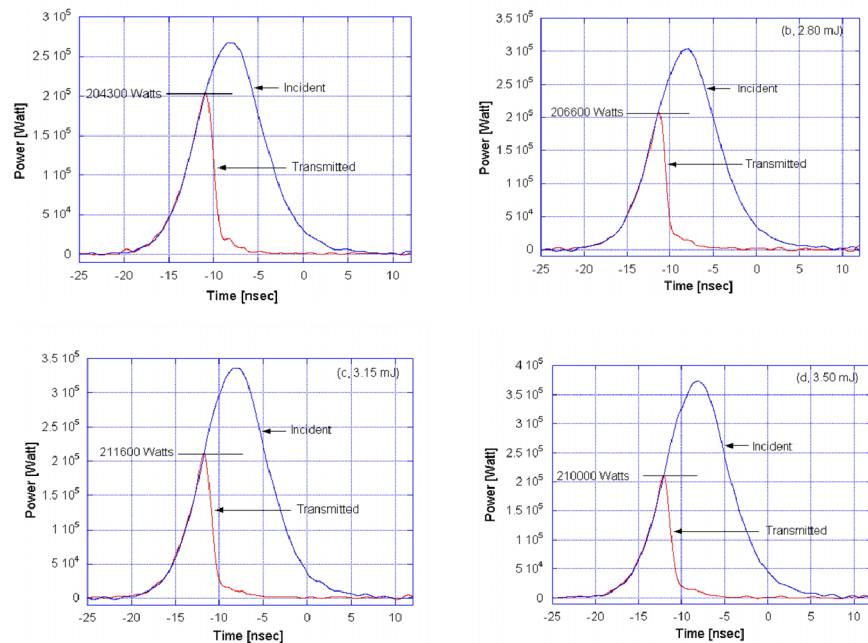 3 10⁵
2.5 10⁵
2 10⁵
1.5 10⁵
1 10⁵
5 10⁴
0
Power [Watt]
204300 Watts
Incident
Transmitted
-25 -20 -15 -10 -5 0 5 10
Time [nsec]
3.5 10⁵
3 10⁵
2.5 10⁵
2 10⁵
1.5 10⁵
1 10⁵
5 10⁴
0
Power [Watt]
(b, 2.80 mJ)
206600 Watts
Incident
Transmitted
-25 -20 -15 -10 -5 0 5 10
Time [nsec]
3.5 10⁵
3 10⁵
2.5 10⁵
2 10⁵
1.5 10⁵
1 10⁵
5 10⁴
0
Power [Watt]
(c, 3.15 mJ)
211600 Watts
Incident
Transmitted
-25 -20 -15 -10 -5 0 5 10
Time [nsec]
4 10⁵
3.5 10⁵
3 10⁵
2.5 10⁵
2 10⁵
1.5 10⁵
1 10⁵
5 10⁴
0
Power [Watt]
(d, 3.50 mJ)
210000 Watts
Incident
Transmitted
-25 -20 -15 -10 -5 0 5 10
Time [nsec]